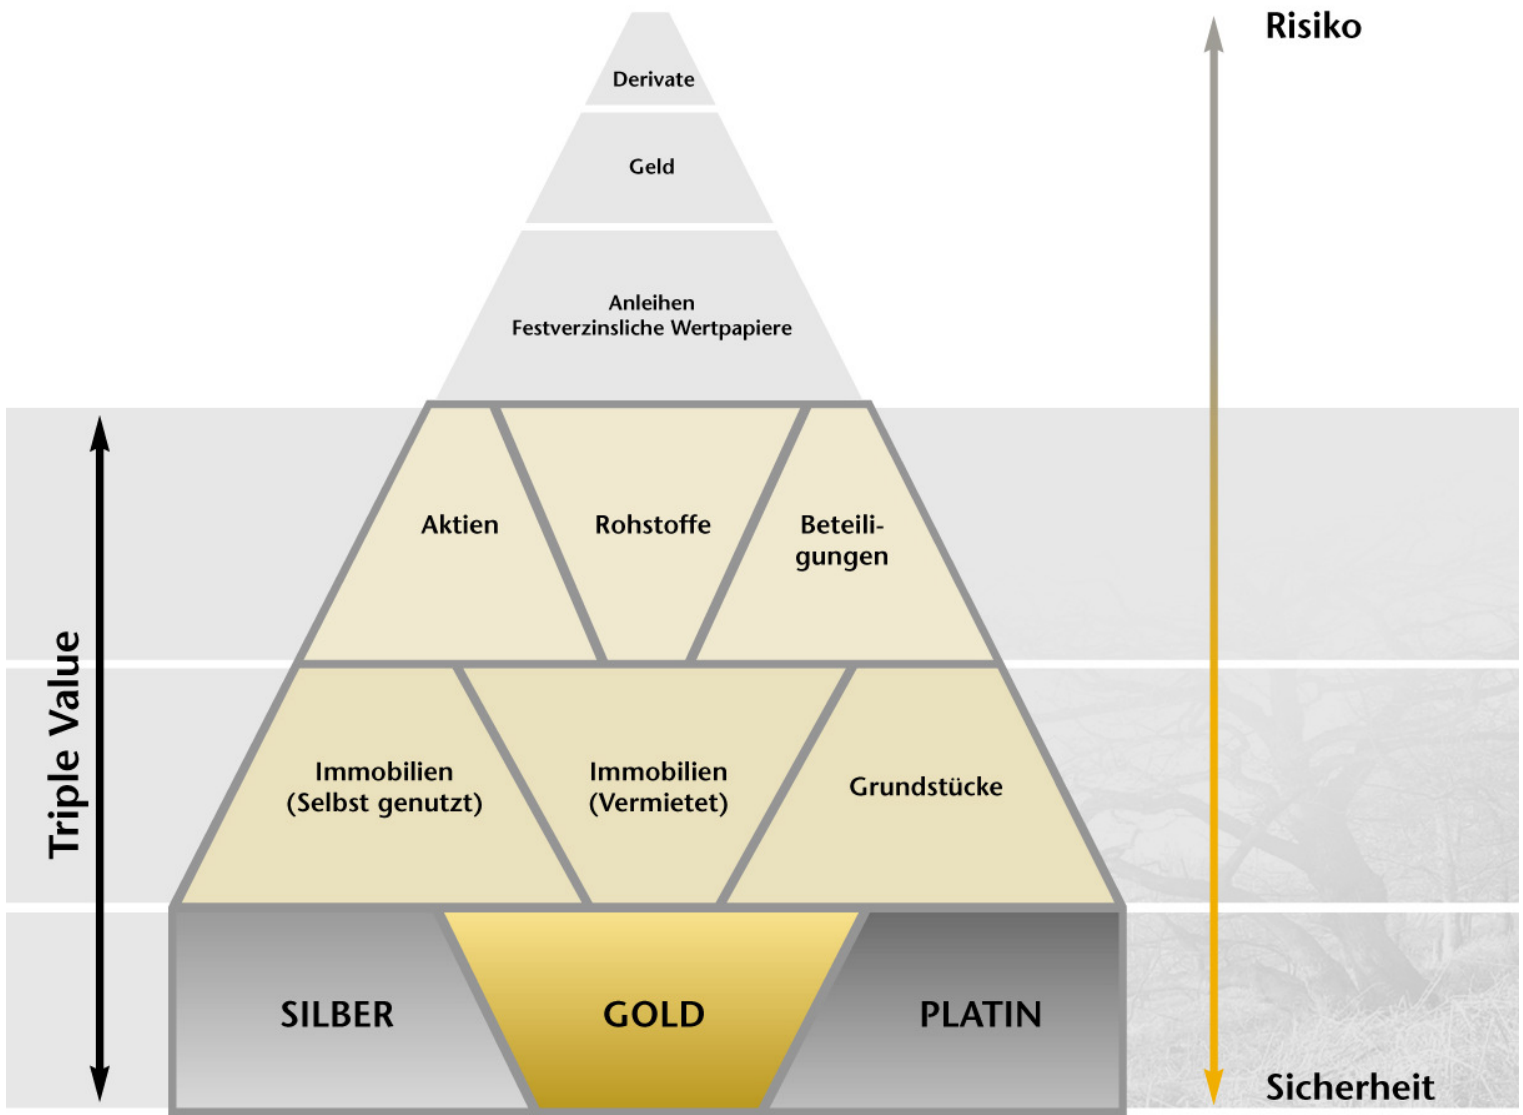 Risiko
Derivate
Geld
Anleihen
Festverzinsliche Wertpapiere
Aktien
Rohstoffe
Beteili-
gungen
Triple Value
Immobilien
(Selbst genutzt)
Immobilien
(Vermietet)
Grundstücke
SILBER
GOLD
PLATIN
Sicherheit